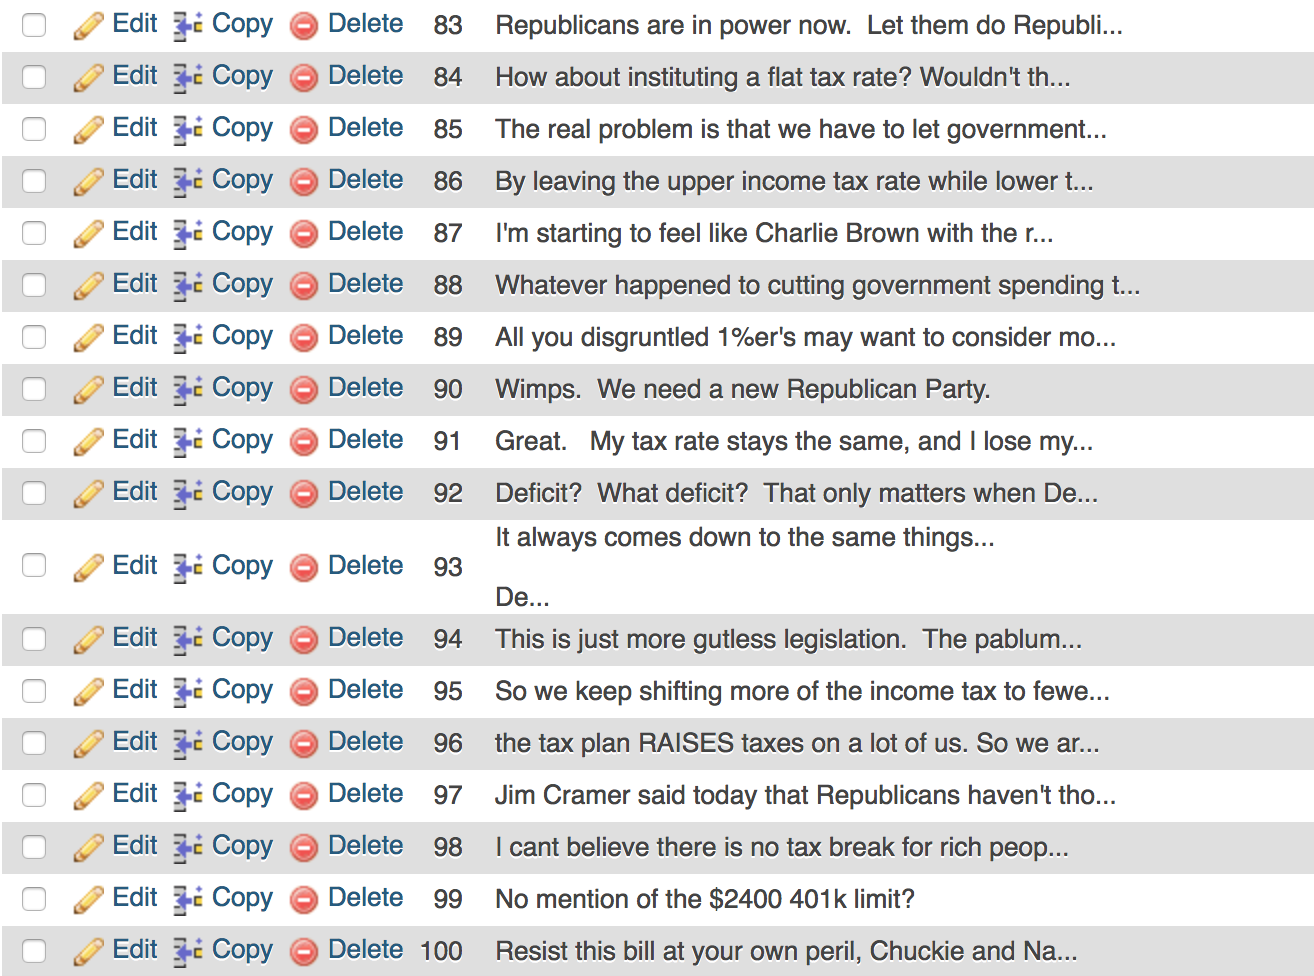 Edit Copy Delete 83 Republicans are in power now.  Let them do Republi...
Edit Copy Delete 84 How about instituting a flat tax rate? Wouldn't th...
Edit Copy Delete 85 The real problem is that we have to let government...
Edit Copy Delete 86 By leaving the upper income tax rate while lower t...
Edit Copy Delete 87 I'm starting to feel like Charlie Brown with the r...
Edit Copy Delete 88 Whatever happened to cutting government spending t...
Edit Copy Delete 89 All you disgruntled 1%er's may want to consider mo...
Edit Copy Delete 90 Wimps.  We need a new Republican Party.
Edit Copy Delete 91 Great.   My tax rate stays the same, and I lose my...
Edit Copy Delete 92 Deficit?  What deficit?  That only matters when De...
It always comes down to the same things...
Edit Copy Delete 93
De...
Edit Copy Delete 94 This is just more gutless legislation.  The pablum...
Edit Copy Delete 95 So we keep shifting more of the income tax to fewe...
Edit Copy Delete 96 the tax plan RAISES taxes on a lot of us. So we ar...
Edit Copy Delete 97 Jim Cramer said today that Republicans haven't tho...
Edit Copy Delete 98 I cant believe there is no tax break for rich peop...
Edit Copy Delete 99 No mention of the $2400 401k limit?
Edit Copy Delete 100 Resist this bill at your own peril, Chuckie and Na...